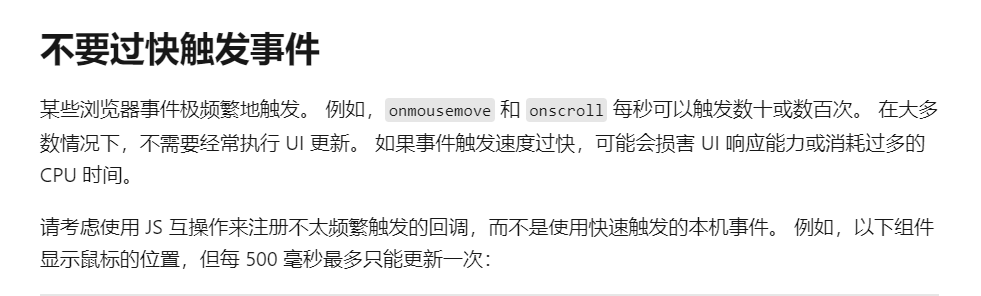 不要过快触发事件
某些浏览器事件极频繁地触发。 例如，onmousemove 和 onscroll 每秒可以触发数十或数百次。 在大多
数情况下，不需要经常执行 UI 更新。 如果事件触发速度过快，可能会损害 UI 响应能力或消耗过多的
CPU 时间。
请考虑使用 JS 互操作来注册不太频繁触发的回调，而不是使用快速触发的本机事件。 例如，以下组件
显示鼠标的位置，但每 500 毫秒最多只能更新一次：